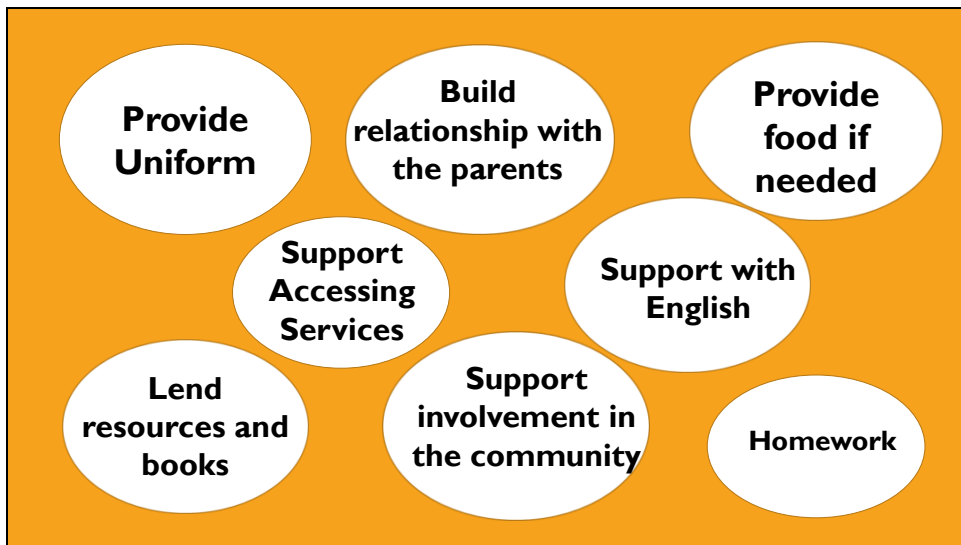 Provide
Uniform
Build
relationship with
the parents
Provide
food if
needed
Support
Accessing
Services
Support with
English
Lend
resources and
books
Support
involvement in
the community
Homework